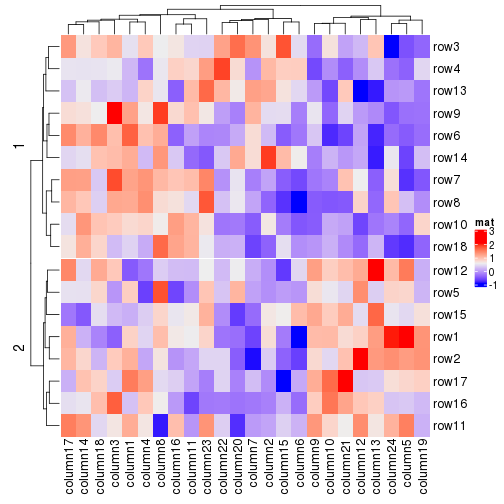 row3
row4
row13
row9
row6
row14
row7
row8
row10
row18
row12
row5
row15
row1
row2
row17
row16
row11
1
2
mat
3
2
1
0
-1
column17
column14
column18
column3
column1
column4
column8
column16
column11
column23
column22
column20
column7
column2
column15
column6
column9
column10
column21
column12
column13
column24
column5
column19